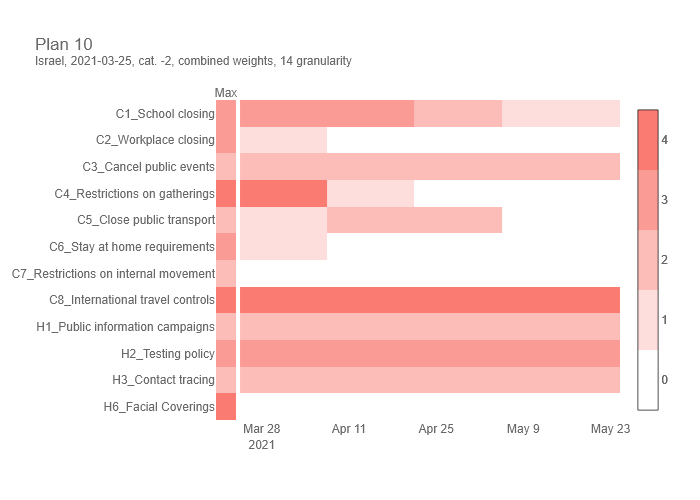 Plan 10
Israel, 2021-03-25, cat. -2, combined weights, 14 granularity
Max
C1_School closing
C2_Workplace closing
C3_Cancel public events
C4_Restrictions on gatherings
C5_Close public transport
C6_Stay at home requirements
C7_Restrictions on internal movement
C8_International travel controls
H1_Public information campaigns
H2_Testing policy
H3_Contact tracing
H6_Facial Coverings
Mar 28
2021
Apr 11
Apr 25
May 9
May 23
4
3
2
1
0